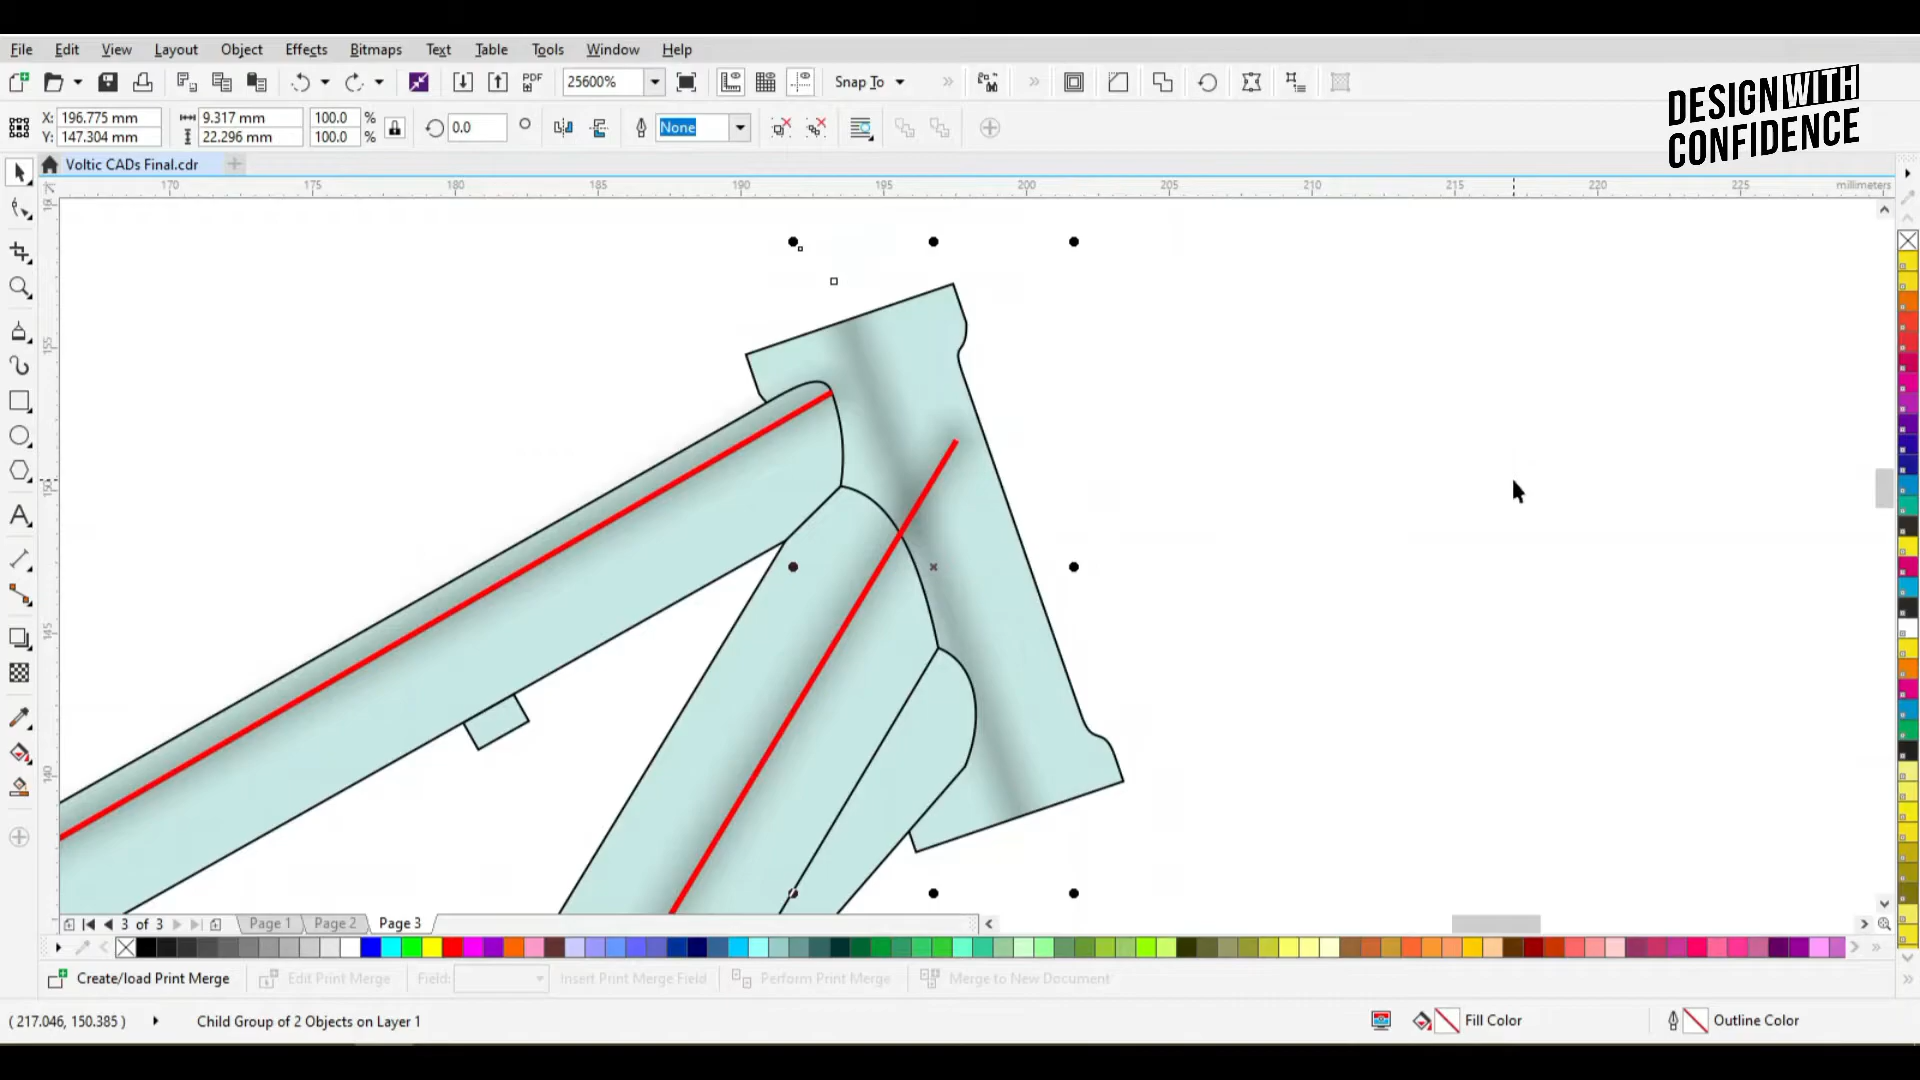 File Edit View Layout Object Effects Bitmaps Text Table Tools Window Help
PDF 25600% Snap To
DESIGN WITH
CONFIDENCE
X: 196.775 mm 9.317 mm 100.0 %
Y: 147.304 mm 22.296 mm 100.0 %
0.0 None
Voltic CADs Final.cdr
170 175 180 185 190 195 200 205 210 215 220 225 millimeters
155
150
145
140
3 of 3 Page 1 Page 2 Page 3
Create/load Print Merge Edit Print Merge Field: Insert Print Merge Field Perform Print Merge Merge to New Document
( 217.046, 150.385 ) Child Group of 2 Objects on Layer 1 Fill Color Outline Color